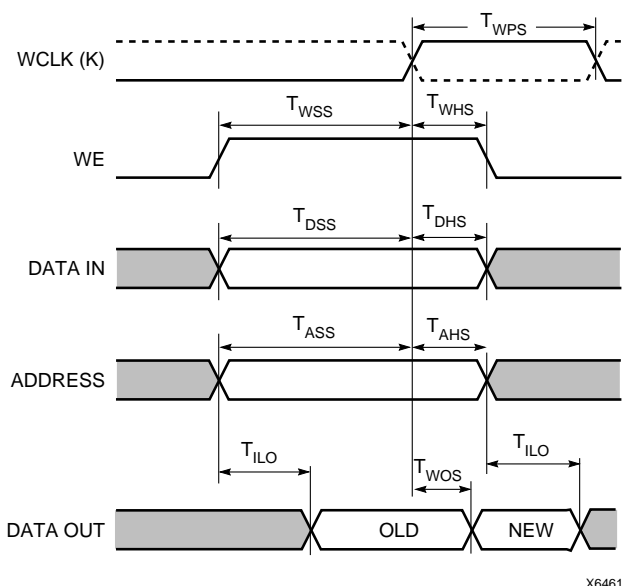 T_WPS
WCLK (K)
T_WSS T_WHS
WE
T_DSS T_DHS
DATA IN
T_ASS T_AHS
ADDRESS
T_ILO T_WOS T_ILO
DATA OUT OLD NEW
X6461